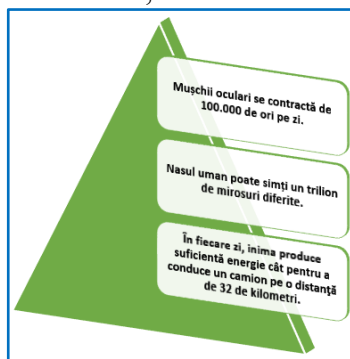 Mușchii oculari se contractă de
100.000 de ori pe zi.
Nasul uman poate simți un trilion
de mirosuri diferite.
În fiecare zi, inima produce
suficientă energie cât pentru a
conduce un camion pe o distanță
de 32 de kilometri.